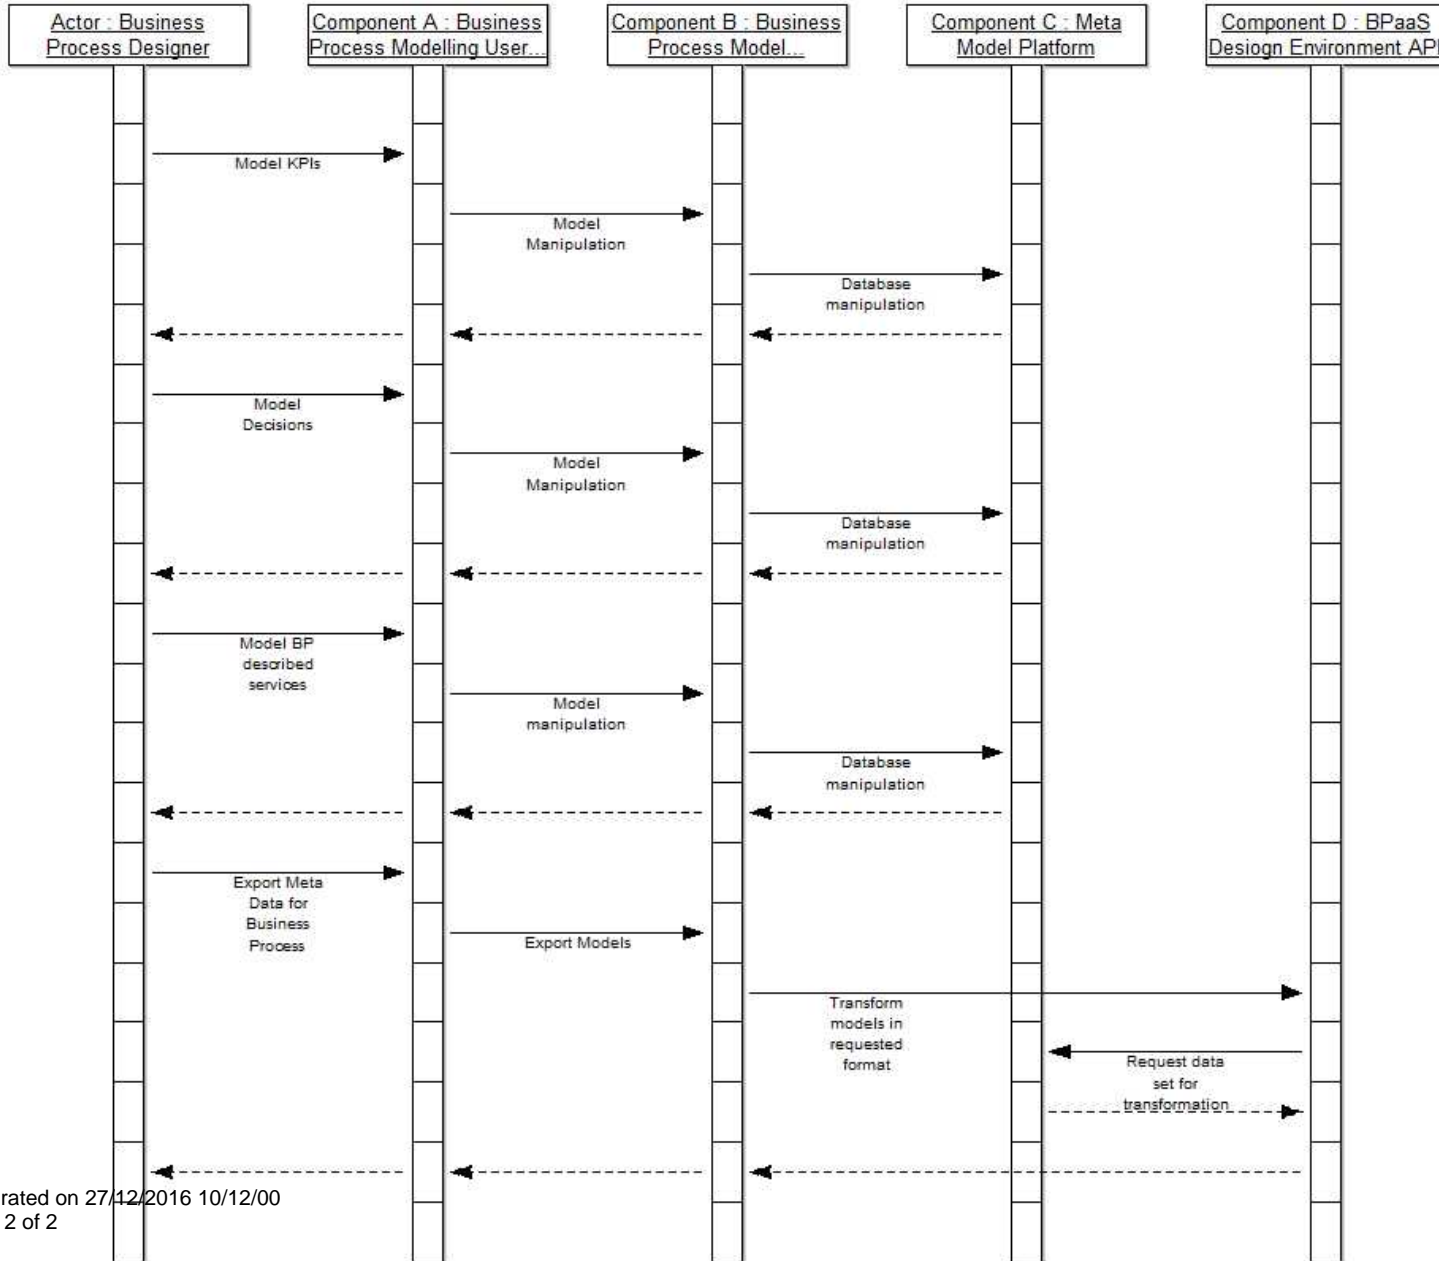 Actor : Business
Process Designer
Component A : Business
Process Modelling User...
Component B : Business
Process Model...
Component C : Meta
Model Platform
Component D : BPaaS
Desiogn Environment API
Model KPIs
Model
Manipulation
Database
manipulation
Model
Decisions
Model
Manipulation
Database
manipulation
Model BP
described
services
Model
manipulation
Database
manipulation
Export Meta
Data for
Business
Process
Export Models
Transform
models in
requested
format
Request data
set for
transformation
rated on 27/12/2016 10/12/00
2 of 2